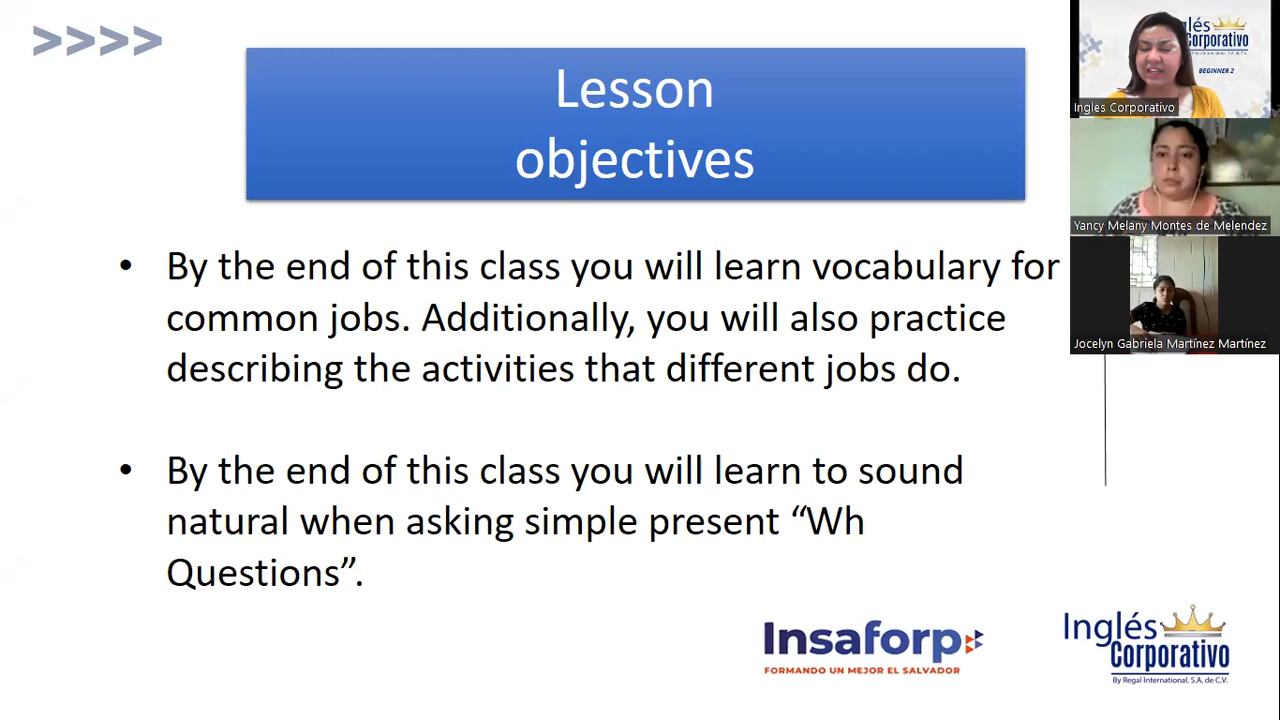 >>>>
Lesson
objectives
• By the end of this class you will learn vocabulary for
common jobs. Additionally, you will also practice
describing the activities that different jobs do.
• By the end of this class you will learn to sound
natural when asking simple present “Wh
Questions”.
Insaforp
FORMANDO UN MEJOR EL SALVADOR
Inglés
Corporativo
By Regal International, S.A. de C.V.
Corporativo
BEGINNER 2
Ingles Corporativo
Yancy Melany Montes de Melendez
Jocelyn Gabriela Martínez Martínez